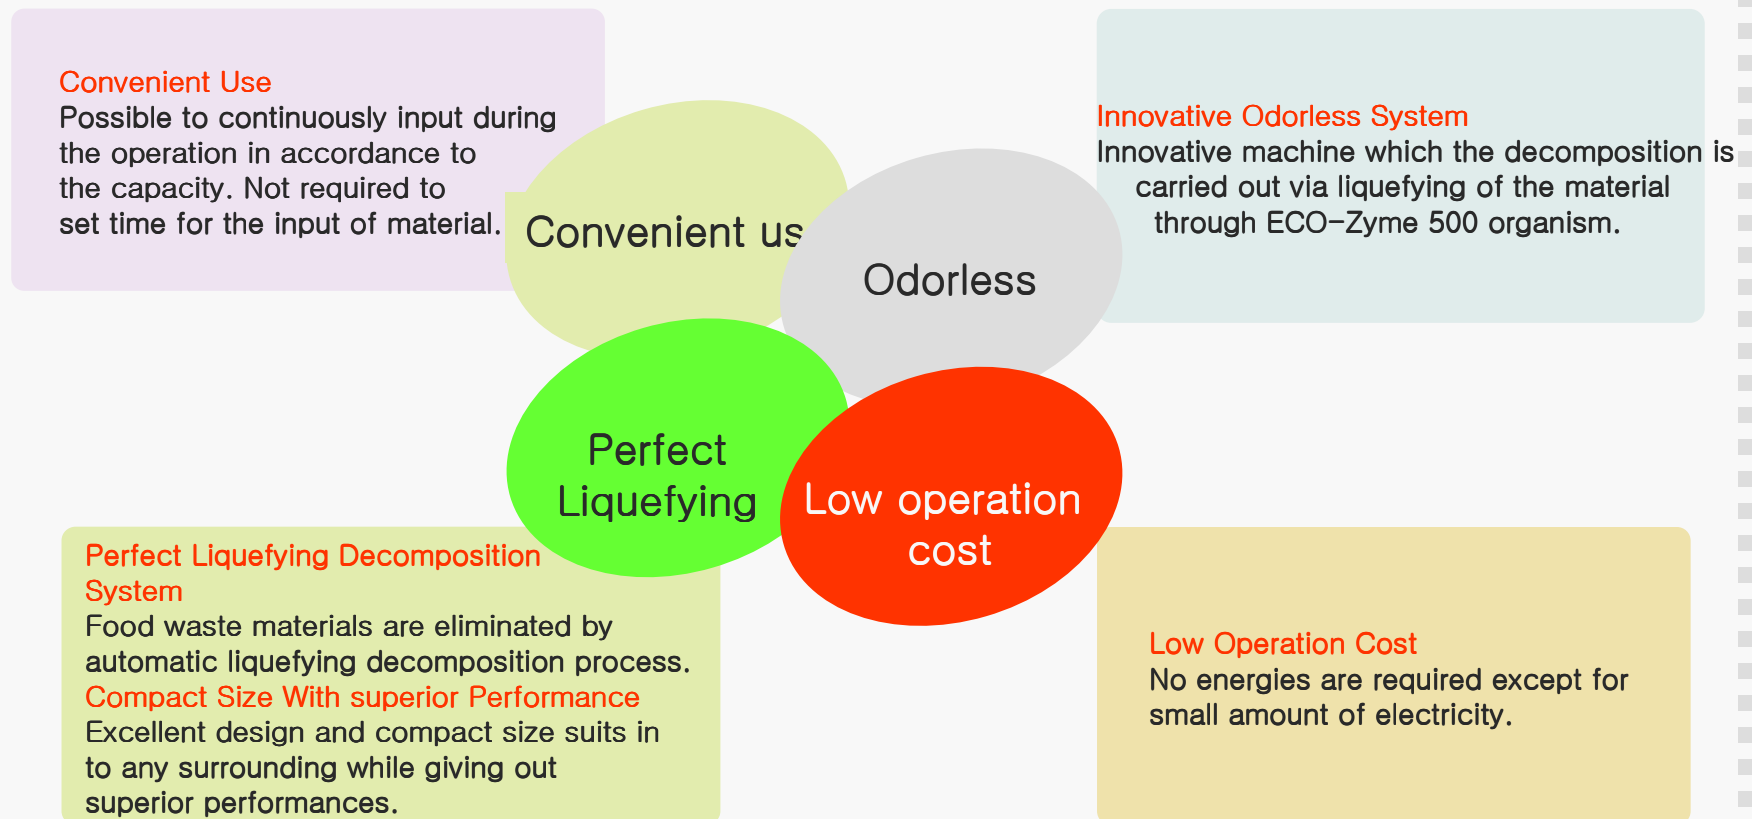 Convenient Use
Possible to continuously input during
the operation in accordance to
the capacity. Not required to
set time for the input of material.
Innovative Odorless System
Innovative machine which the decomposition is
carried out via liquefying of the material
through ECO-Zyme 500 organism.
Convenient us
Odorless
Perfect
Liquefying
Low operation
cost
Perfect Liquefying Decomposition
System
Food waste materials are eliminated by
automatic liquefying decomposition process.
Compact Size With superior Performance
Excellent design and compact size suits in
to any surrounding while giving out
superior performances.
Low Operation Cost
No energies are required except for
small amount of electricity.